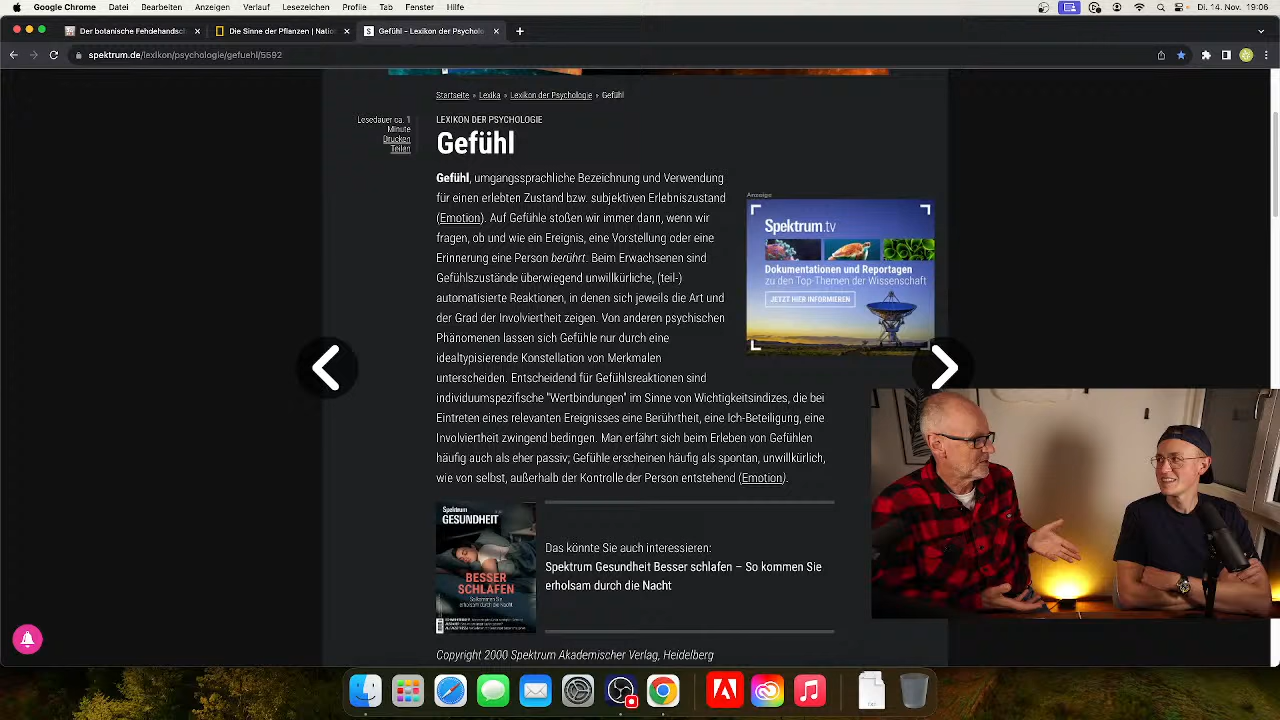 Google Chrome Datei Bearbeiten Anzeigen Verlauf Lesezeichen Profile Tab Fenster Hilfe Di. 14. Nov. 19:06
Der botanische Fehdehandsc Die Sinne der Pflanzen | Natio Gefühl – Lexikon der Psycholo
spektrum.de/lexikon/psychologie/gefuehl/5592
Startseite » Lexika » Lexikon der Psychologie » Gefühl
Lesedauer ca. 1
Minute
Drucken
Teilen
LEXIKON DER PSYCHOLOGIE
Gefühl
Gefühl, umgangssprachliche Bezeichnung und Verwendung
für einen erlebten Zustand bzw. subjektiven Erlebniszustand
(Emotion). Auf Gefühle stoßen wir immer dann, wenn wir
fragen, ob und wie ein Ereignis, eine Vorstellung oder eine
Erinnerung eine Person berührt. Beim Erwachsenen sind
Gefühlszustände überwiegend unwillkürliche, (teil-)
automatisierte Reaktionen, in denen sich jeweils die Art und
der Grad der Involviertheit zeigen. Von anderen psychischen
Phänomenen lassen sich Gefühle nur durch eine
idealtypisierende Konstellation von Merkmalen
unterscheiden. Entscheidend für Gefühlsreaktionen sind
individuumspezifische "Wertbindungen" im Sinne von Wichtigkeitsindizes, die bei
Eintreten eines relevanten Ereignisses eine Berührtheit, eine Ich-Beteiligung, eine
Involviertheit zwingend bedingen. Man erfährt sich beim Erleben von Gefühlen
häufig auch als eher passiv; Gefühle erscheinen häufig als spontan, unwillkürlich,
wie von selbst, außerhalb der Kontrolle der Person entstehend (Emotion).
Anzeige
Spektrum.tv
Dokumentationen und Reportagen
zu den Top-Themen der Wissenschaft
JETZT HIER INFORMIEREN
Spektrum
GESUNDHEIT
BESSER
SCHLAFEN
So kommen Sie
erholsam durch die Nacht
Das könnte Sie auch interessieren:
Spektrum Gesundheit Besser schlafen – So kommen Sie
erholsam durch die Nacht
Copyright 2000 Spektrum Akademischer Verlag, Heidelberg